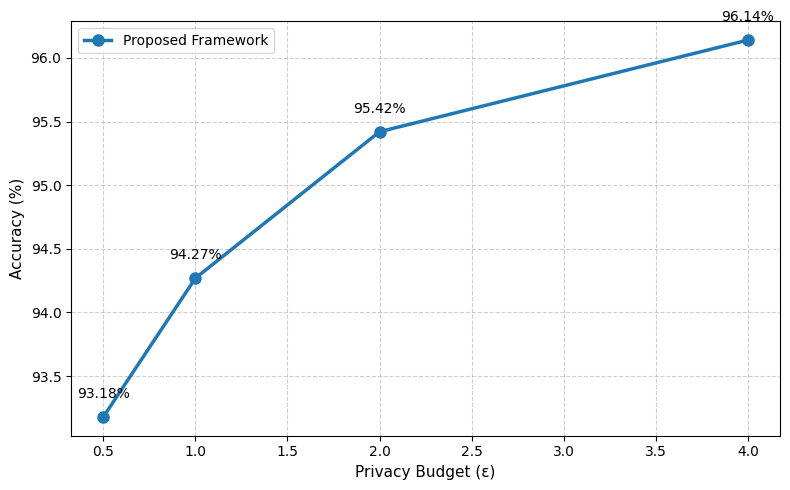 96.14%
Proposed Framework
96.0
95.42%
95.5
95.0
Accuracy (%)
94.5
94.27%
94.0
93.5
93.18%
0.5 1.0 1.5 2.0 2.5 3.0 3.5 4.0
Privacy Budget (ε)